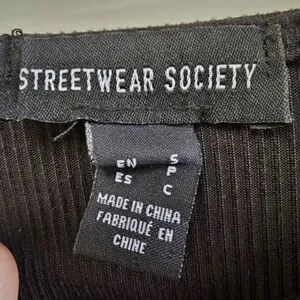 STREETWEAR SOCIETY
EN S
ES P
C
MADE IN CHINA
FABRIQUÉ EN
CHINE